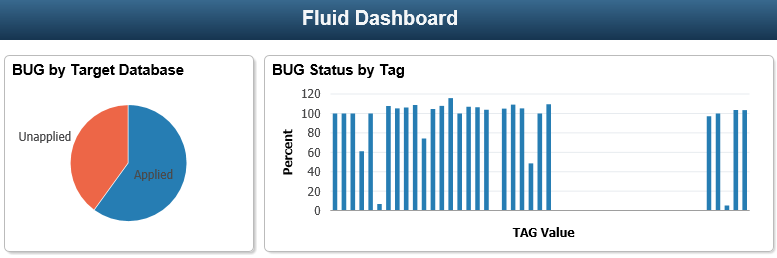 Fluid Dashboard
BUG by Target Database
Unapplied
Applied
BUG Status by Tag
120
100
80
60
40
20
0
Percent
TAG Value